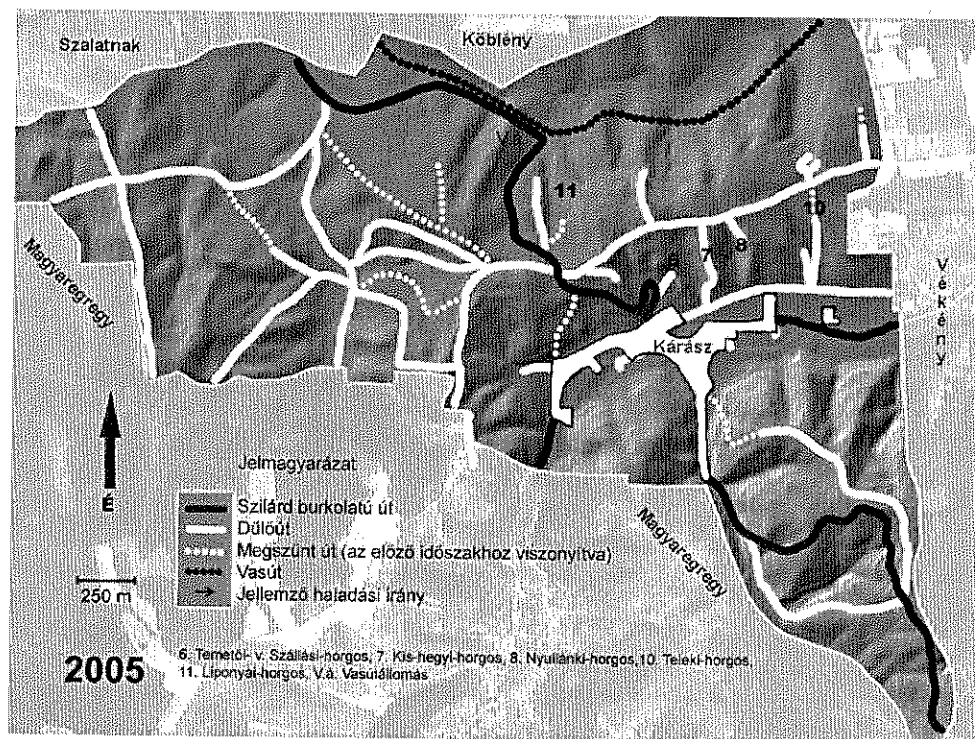 Szalatnak
Köblény
11
10
8
7
6
Magyaregregy
Vékény
Kárász
É
250 m
Jelmagyarázat
Szilárd burkolatú út
Dűlőút
Megszűnt út (az előző időszakhoz viszonyítva)
Vasút
Jellemző haladási irány
Magyaregregy
2005
6. Temetői- v. Szállási-horgos, 7. Kis-hegyi-horgos, 8. Nyullánki-horgos, 10. Teleki-horgos,
11. Liponyai-horgos, V.á. Vasútállomás